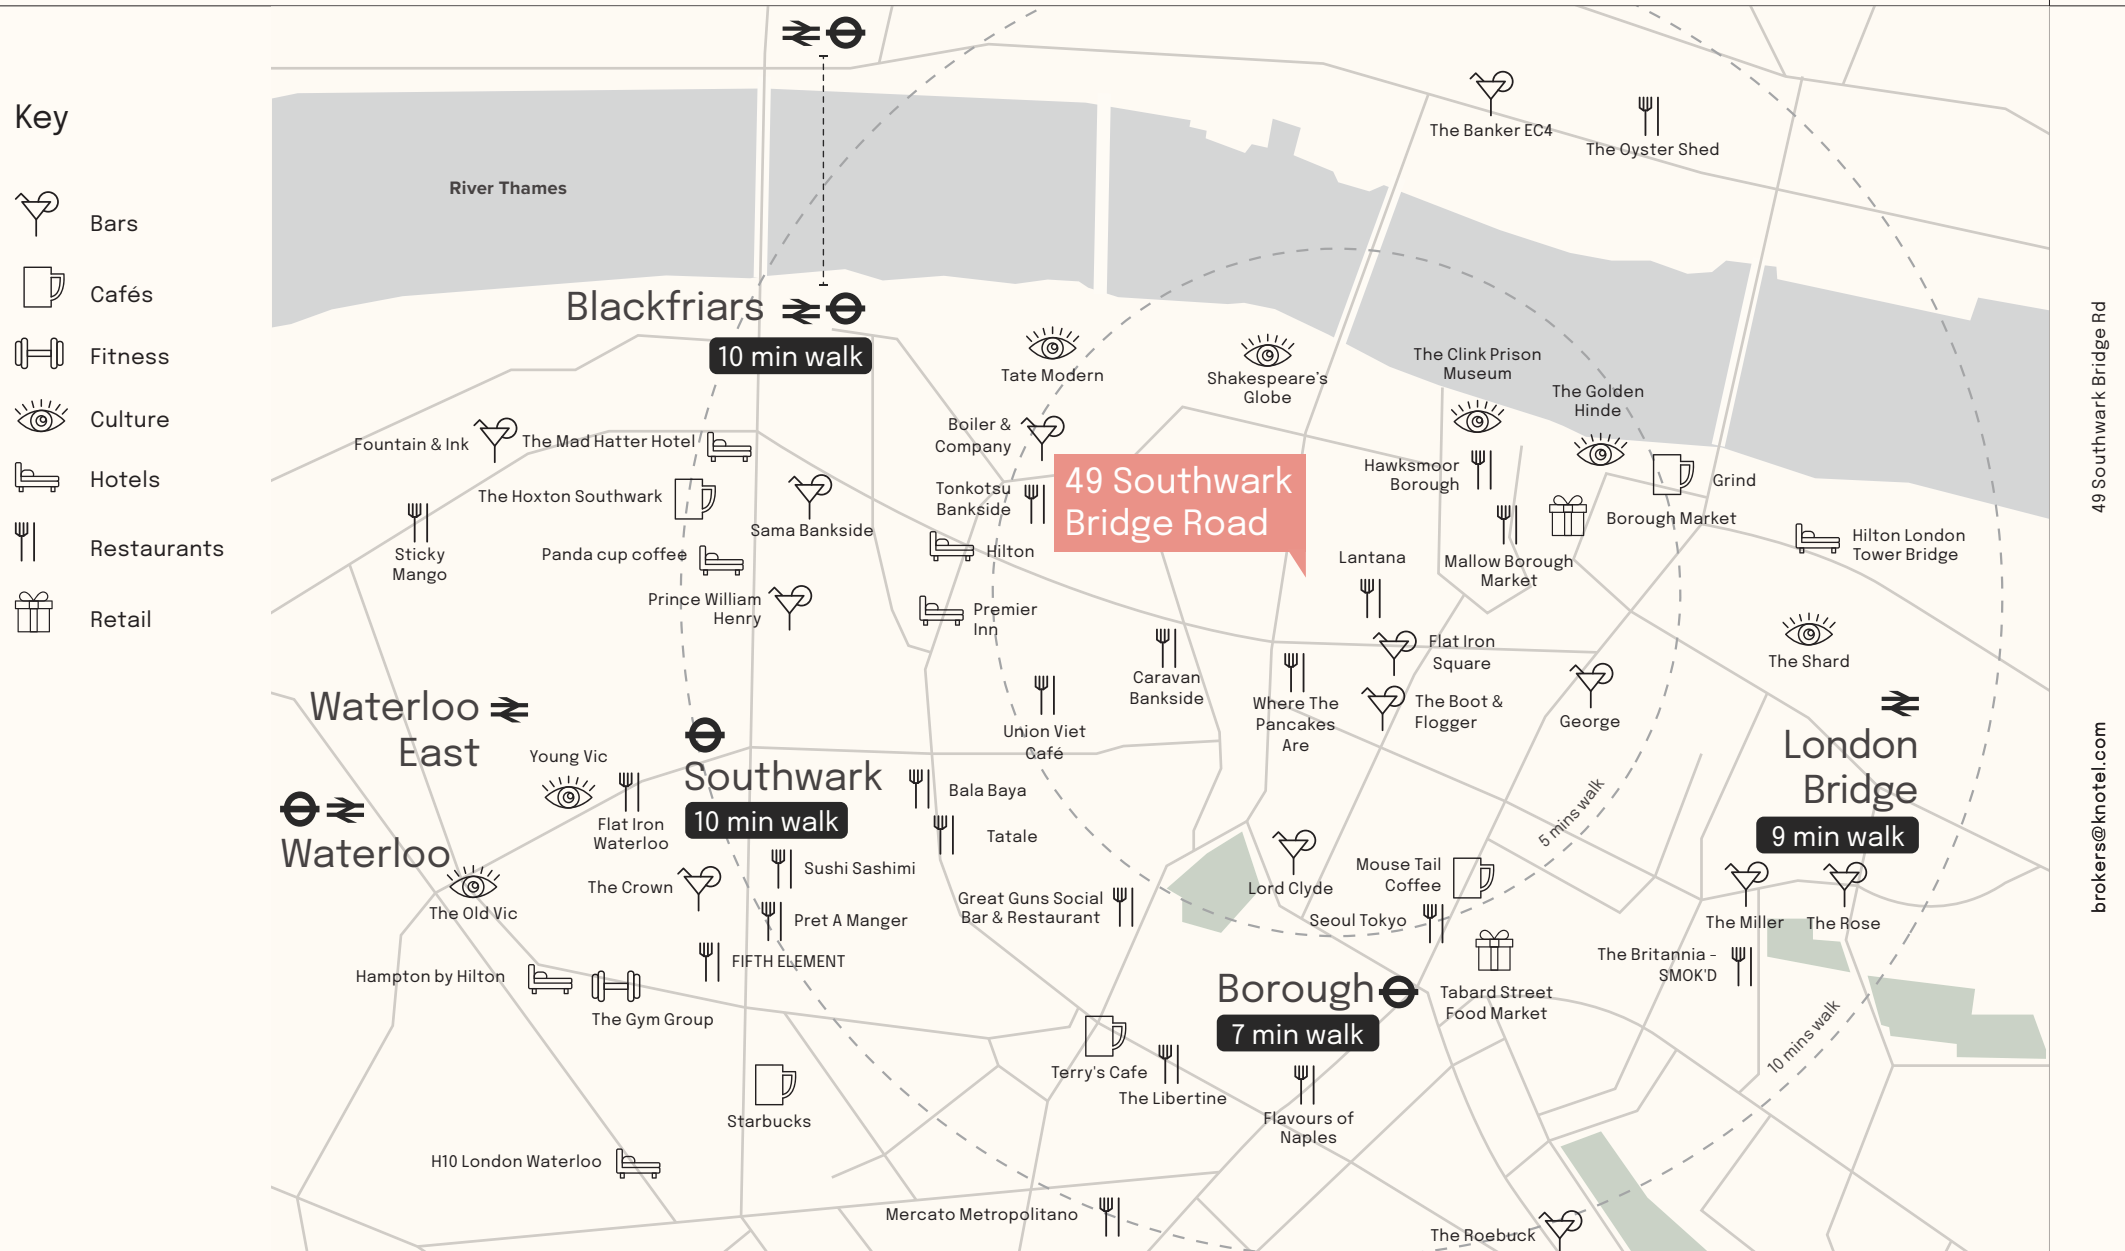 Key
Bars
Cafés
Fitness
Culture
Hotels
Restaurants
Retail
River Thames
The Banker EC4
The Oyster Shed
Blackfriars
10 min walk
Tate Modern
Shakespeare's
Globe
The Clink Prison
Museum
The Golden
Hinde
Fountain & Ink
The Mad Hatter Hotel
Boiler &
Company
49 Southwark
Bridge Road
Hawksmoor
Borough
Grind
The Hoxton Southwark
Sama Bankside
Tonkotsu
Bankside
Borough Market
Sticky
Mango
Panda cup coffee
Hilton
Lantana
Mallow Borough
Market
Hilton London
Tower Bridge
Prince William
Henry
Premier
Inn
Flat Iron
Square
The Shard
Caravan
Bankside
Where The
Pancakes
Are
The Boot &
Flogger
George
Waterloo
East
Union Viet
Café
London
Bridge
9 min walk
Young Vic
Southwark
10 min walk
Flat Iron
Waterloo
Bala Baya
Tatale
5 mins walk
Waterloo
The Old Vic
The Crown
Sushi Sashimi
Pret A Manger
FIFTH ELEMENT
Great Guns Social
Bar & Restaurant
Lord Clyde
Mouse Tail
Coffee
Seoul Tokyo
The Miller
The Rose
The Britannia -
SMOK'D
Hampton by Hilton
The Gym Group
Borough
7 min walk
Tabard Street
Food Market
10 mins walk
Terry's Cafe
The Libertine
Flavours of
Naples
Starbucks
H10 London Waterloo
Mercato Metropolitano
The Roebuck
49 Southwark Bridge Rd
brokers@knotel.com